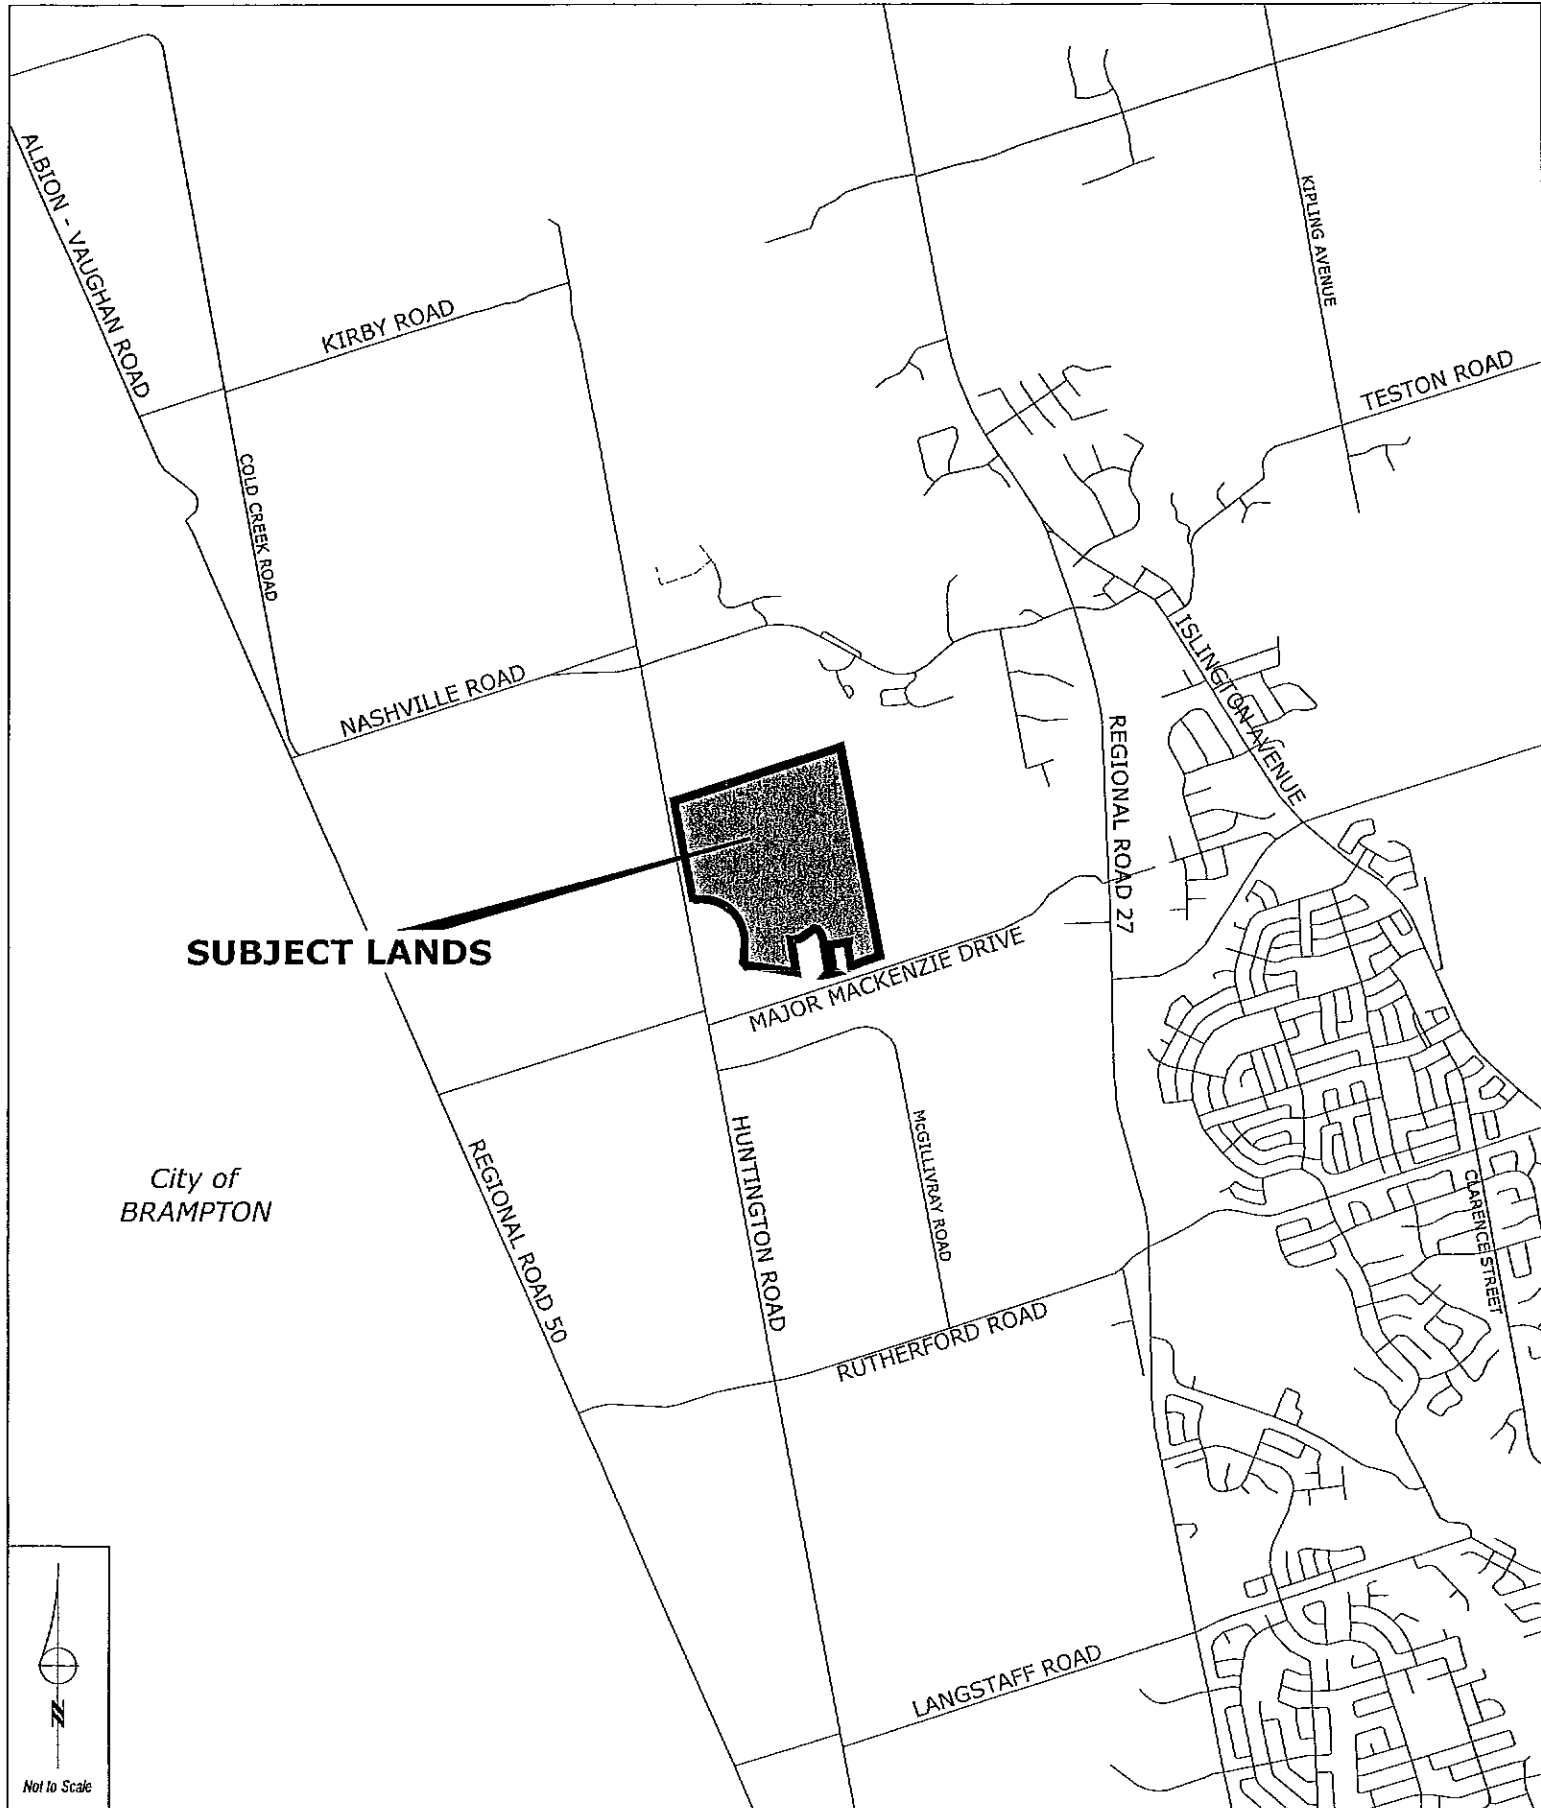 ALBION - VAUGHAN ROAD
KIPLING AVENUE
KIRBY ROAD
TESTON ROAD
COLD CREEK ROAD
NASHVILLE ROAD
ISLINGTON AVENUE
REGIONAL ROAD 27
SUBJECT LANDS
MAJOR MACKENZIE DRIVE
City of
BRAMPTON
REGIONAL ROAD 50
HUNTINGTON ROAD
McGILLIVRAY ROAD
CLARENCE STREET
RUTHERFORD ROAD
LANGSTAFF ROAD
N
Not to Scale